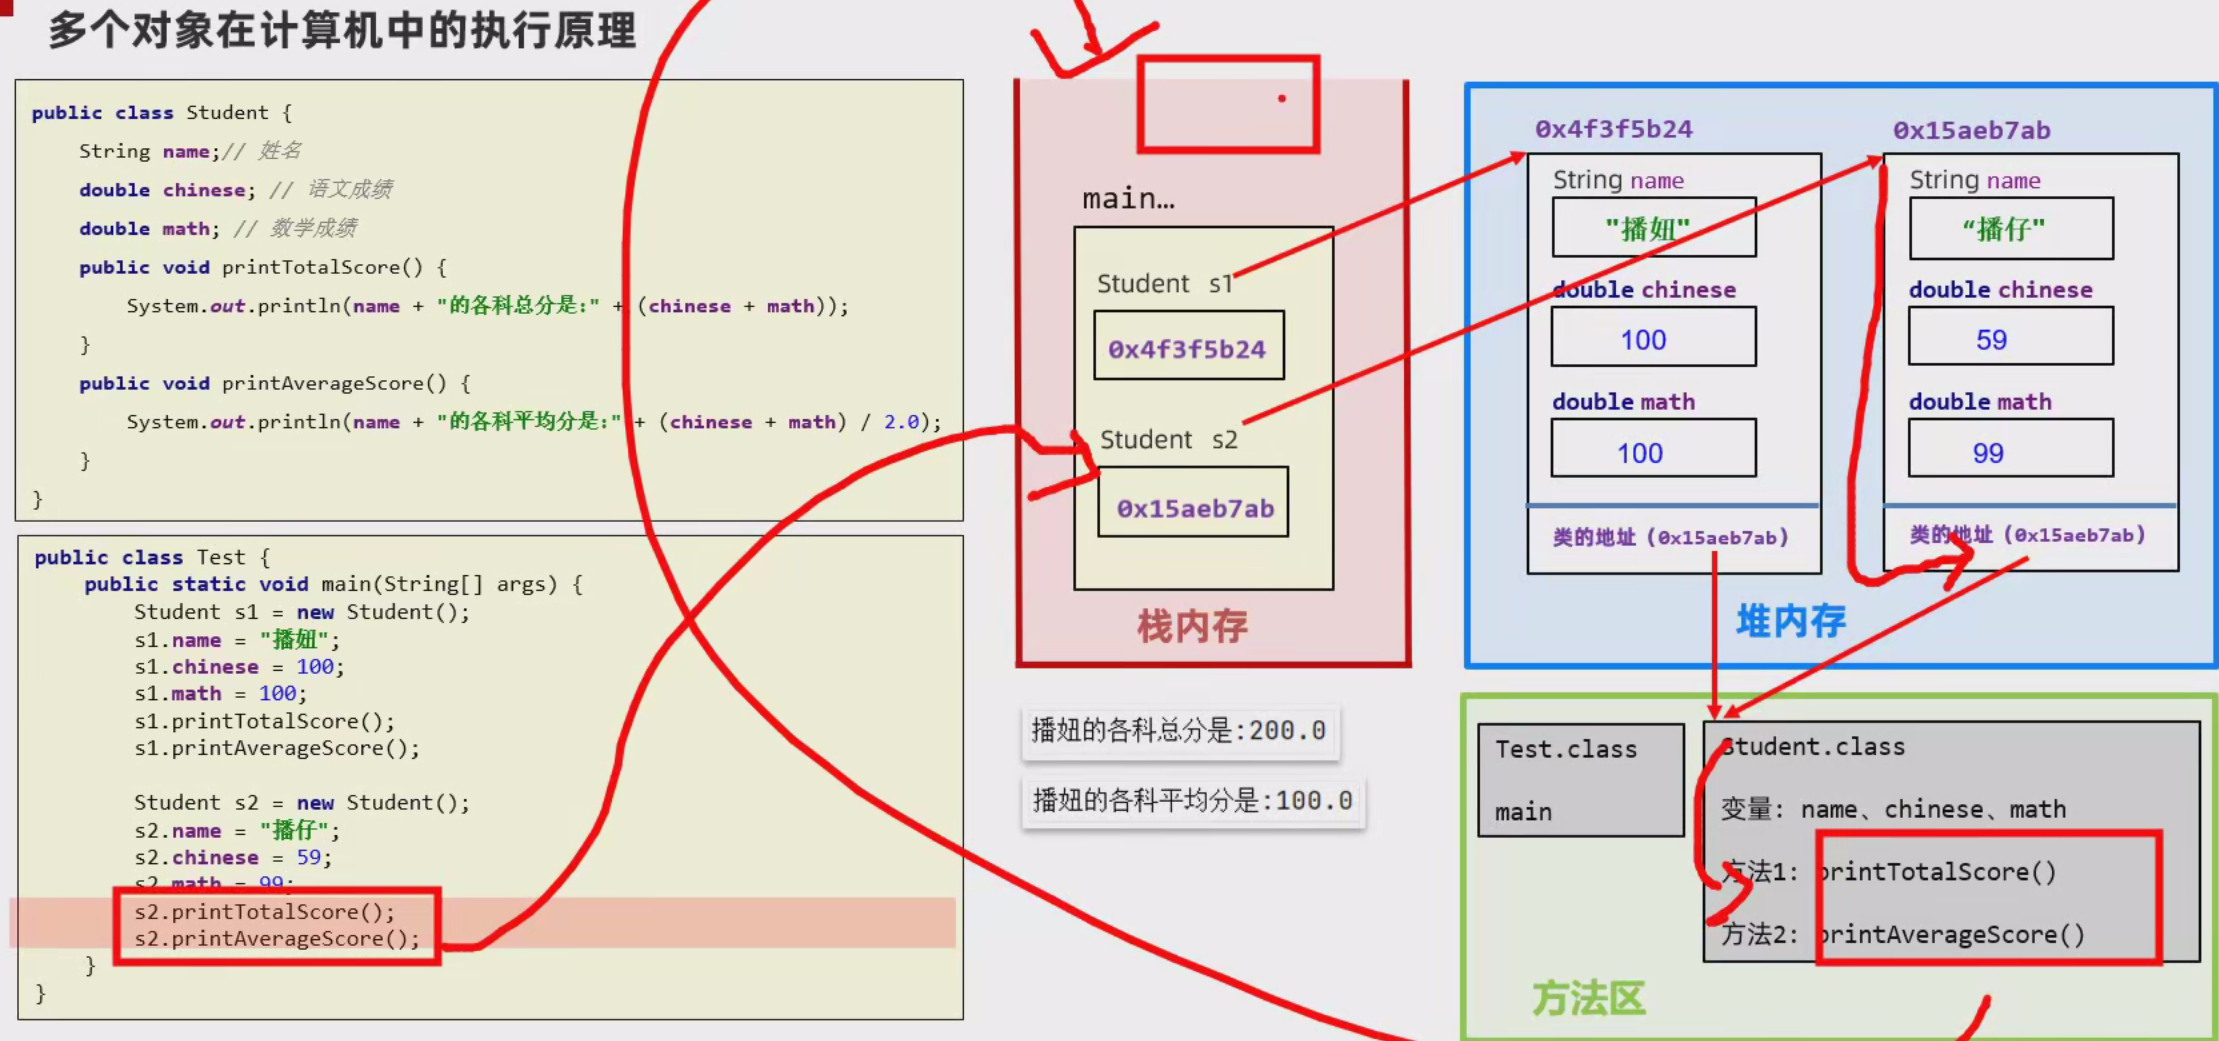 多个对象在计算机中的执行原理
public class Student {
String name;// 姓名
double chinese; // 语文成绩
double math; // 数学成绩
public void printTotalScore() {
System.out.println(name + "的各科总分是:" + (chinese + math));
}
public void printAverageScore() {
System.out.println(name + "的各科平均分是:" + (chinese + math) / 2.0);
}
}
public class Test {
public static void main(String[] args) {
Student s1 = new Student();
s1.name = "播妞";
s1.chinese = 100;
s1.math = 100;
s1.printTotalScore();
s1.printAverageScore();
Student s2 = new Student();
s2.name = "播仔";
s2.chinese = 59;
s2.math = 99;
s2.printTotalScore();
s2.printAverageScore();
}
}
main…
Student s1
0x4f3f5b24
Student s2
0x15aeb7ab
栈内存
播妞的各科总分是:200.0
播妞的各科平均分是:100.0
0x4f3f5b24
String name
"播妞"
double chinese
100
double math
100
类的地址（0x15aeb7ab）
0x15aeb7ab
String name
“播仔"
double chinese
59
double math
99
类的地址（0x15aeb7ab）
堆内存
Test.class
main
Student.class
变量: name、chinese、math
方法1: printTotalScore()
方法2: printAverageScore()
方法区